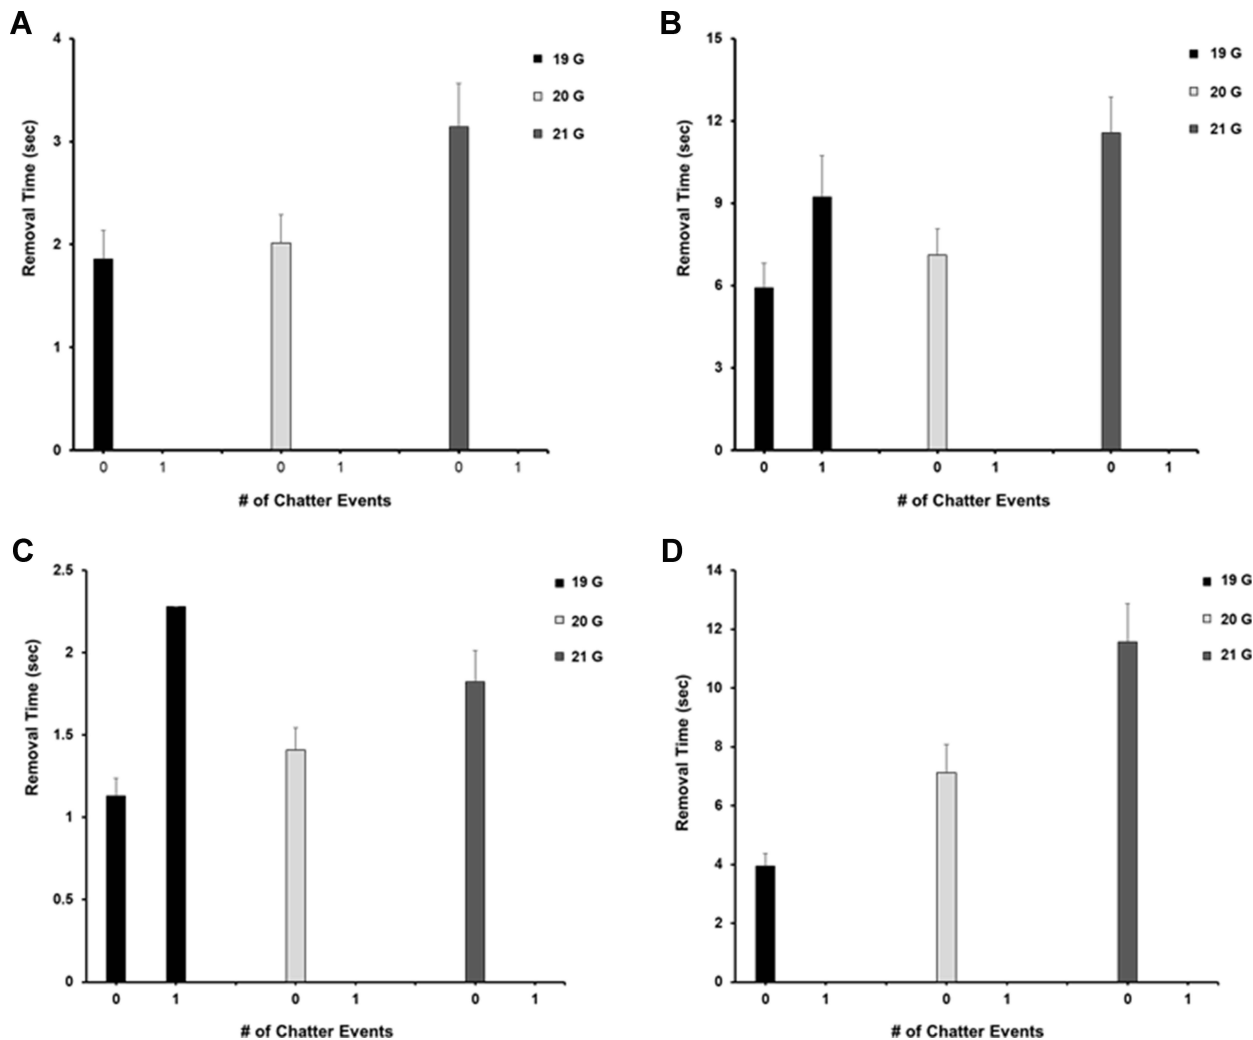 A
4
3
2
1
0
Removal Time (sec)
19 G
20 G
21 G
0 1 0 1 0 1
# of Chatter Events
B
15
12
9
6
3
0
Removal Time (sec)
19 G
20 G
21 G
0 1 0 1 0 1
# of Chatter Events
C
2.5
2
1.5
1
0.5
0
Removal Time (sec)
19 G
20 G
21 G
0 1 0 1 0 1
# of Chatter Events
D
14
12
10
8
6
4
2
0
Removal Time (sec)
19 G
20 G
21 G
0 1 0 1 0 1
# of Chatter Events